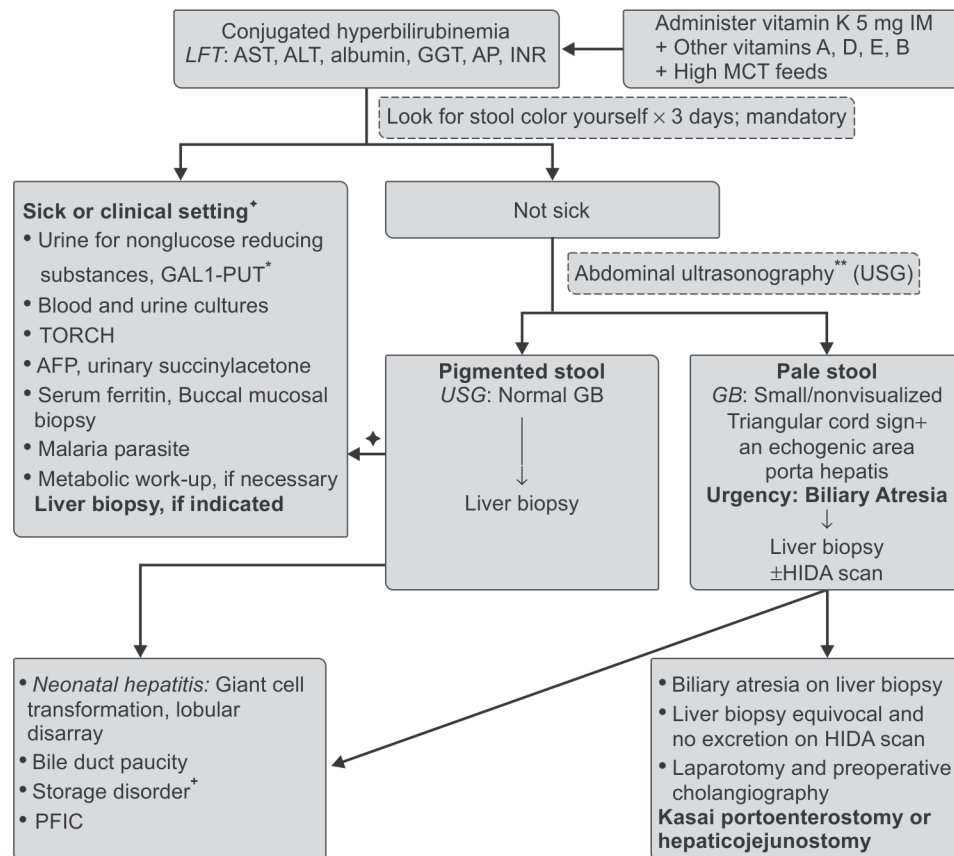 Conjugated hyperbilirubinemia
LFT: AST, ALT, albumin, GGT, AP, INR
Administer vitamin K 5 mg IM
+ Other vitamins A, D, E, B
+ High MCT feeds
Look for stool color yourself × 3 days; mandatory
Sick or clinical setting✦
• Urine for nonglucose reducing
substances, GAL1-PUT*
• Blood and urine cultures
• TORCH
• AFP, urinary succinylacetone
• Serum ferritin, Buccal mucosal
biopsy
• Malaria parasite
• Metabolic work-up, if necessary
Liver biopsy, if indicated
Not sick
Abdominal ultrasonography** (USG)
Pigmented stool
USG: Normal GB
↓
Liver biopsy
✦
Pale stool
GB: Small/nonvisualized
Triangular cord sign+
an echogenic area
porta hepatis
Urgency: Biliary Atresia
↓
Liver biopsy
±HIDA scan
• Neonatal hepatitis: Giant cell
transformation, lobular
disarray
• Bile duct paucity
• Storage disorder+
• PFIC
• Biliary atresia on liver biopsy
• Liver biopsy equivocal and
no excretion on HIDA scan
• Laparotomy and preoperative
cholangiography
Kasai portoenterostomy or
hepaticojejunostomy